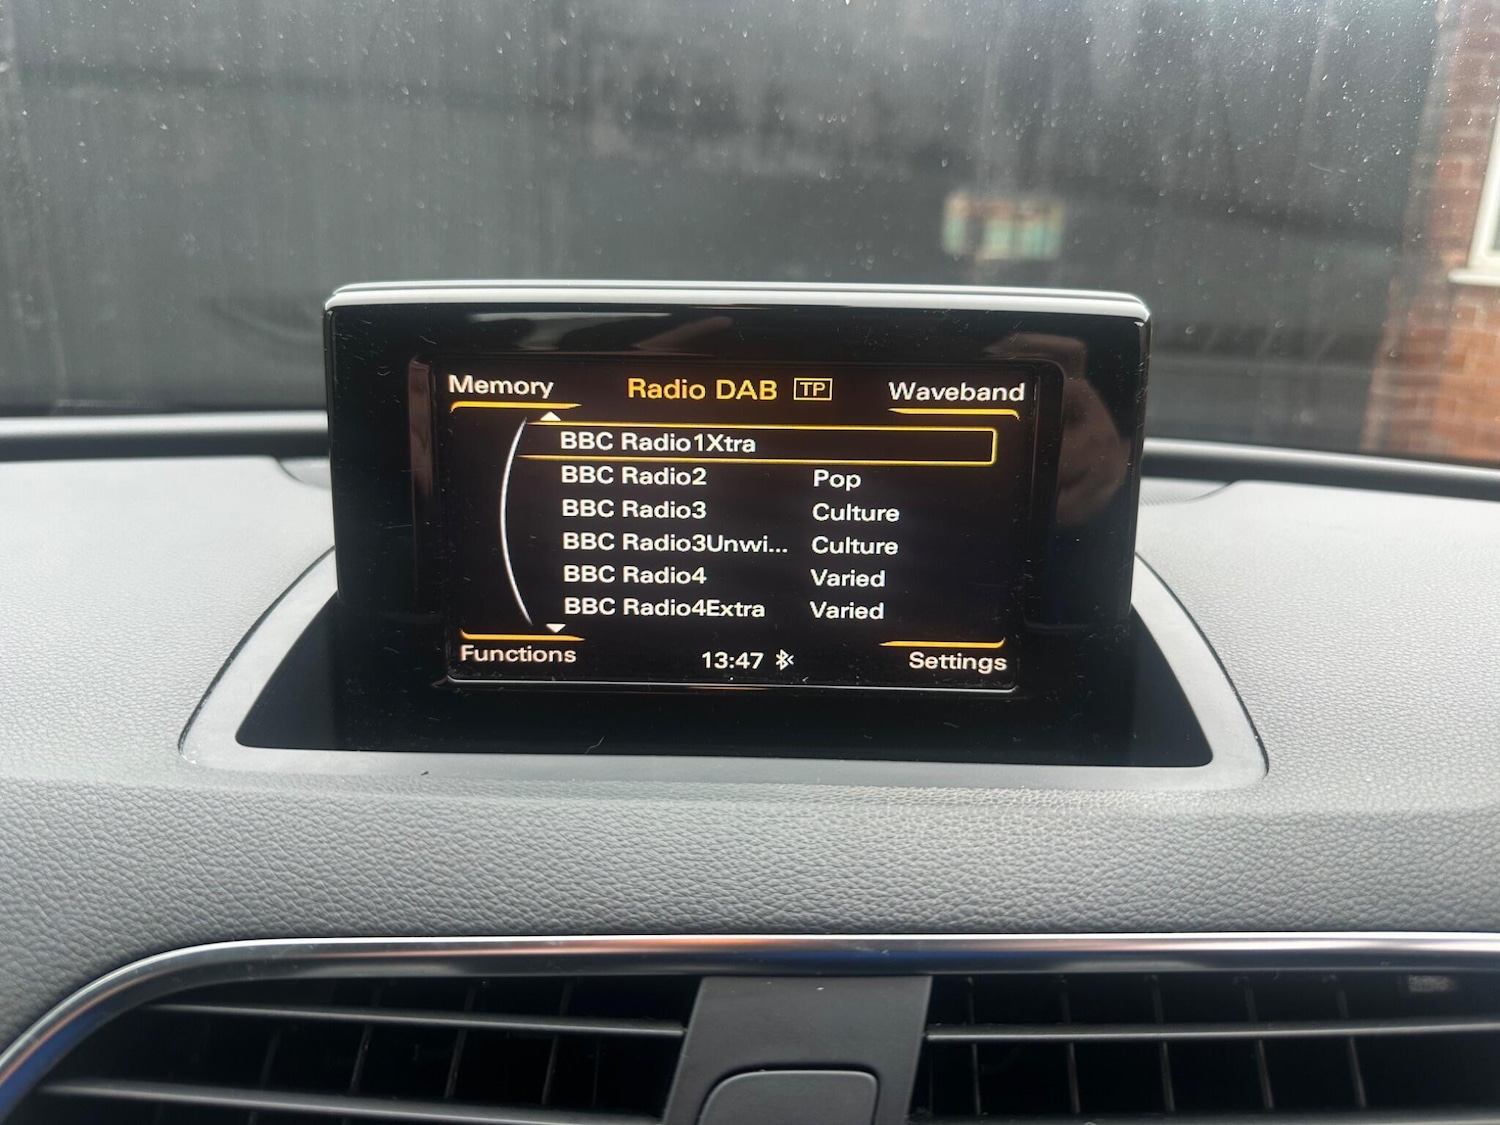 Memory Radio DAB TP Waveband
BBC Radio1Xtra
BBC Radio2 Pop
BBC Radio3 Culture
BBC Radio3Unwi... Culture
BBC Radio4 Varied
BBC Radio4Extra Varied
Functions 13:47 Settings